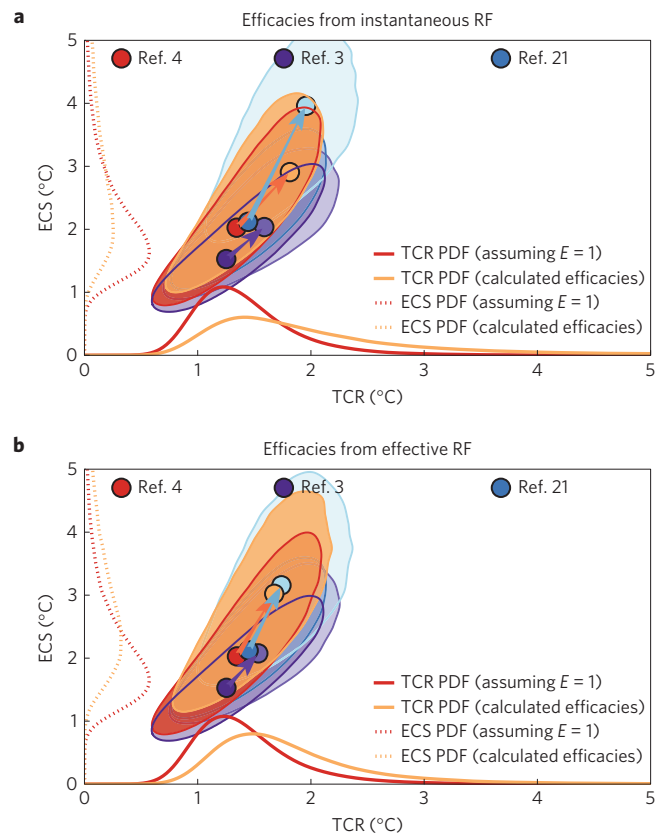 a
Efficacies from instantaneous RF
Ref. 4 Ref. 3 Ref. 21
5
4
3
2
1
0
ECS (°C)
TCR PDF (assuming E = 1)
TCR PDF (calculated efficacies)
ECS PDF (assuming E = 1)
ECS PDF (calculated efficacies)
0 1 2 3 4 5
TCR (°C)
b
Efficacies from effective RF
Ref. 4 Ref. 3 Ref. 21
5
4
3
2
1
0
ECS (°C)
TCR PDF (assuming E = 1)
TCR PDF (calculated efficacies)
ECS PDF (assuming E = 1)
ECS PDF (calculated efficacies)
0 1 2 3 4 5
TCR (°C)